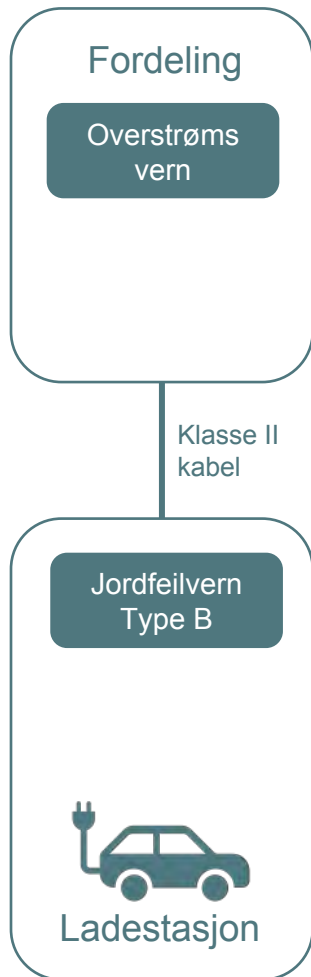 Fordeling
Overstrøms
vern
Klasse II
kabel
Jordfeilvern
Type B
Ladestasjon